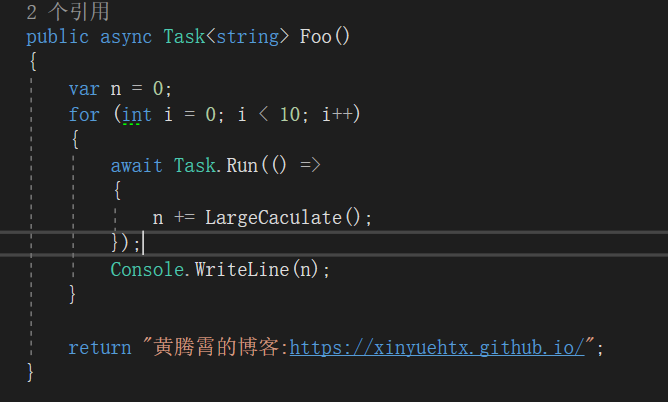 2 个引用
public async Task<string> Foo()
{
var n = 0;
for (int i = 0; i < 10; i++)
{
await Task.Run(() =>
{
n += LargeCaculate();
});
Console.WriteLine(n);
}
return "黄腾霄的博客:https://xinyuehtx.github.io/";
}